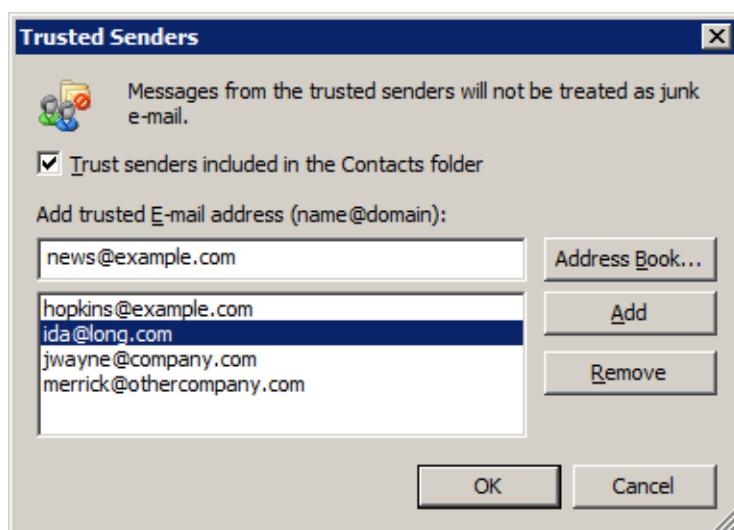 Trusted Senders
Messages from the trusted senders will not be treated as junk
e-mail.
Trust senders included in the Contacts folder
Add trusted E-mail address (name@domain):
news@example.com
Address Book...
hopkins@example.com
Add
ida@long.com
jwayne@company.com
Remove
merrick@othercompany.com
OK
Cancel